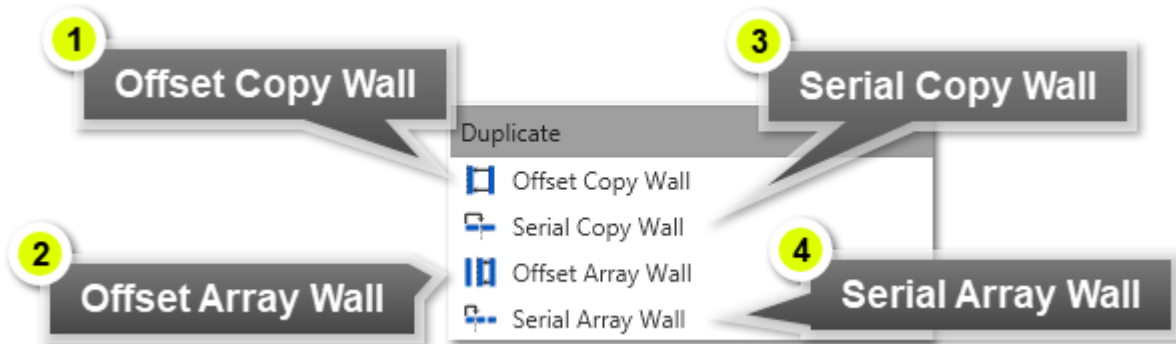 1
Offset Copy Wall
3
Serial Copy Wall
Duplicate
Offset Copy Wall
Serial Copy Wall
Offset Array Wall
Serial Array Wall
2
Offset Array Wall
4
Serial Array Wall